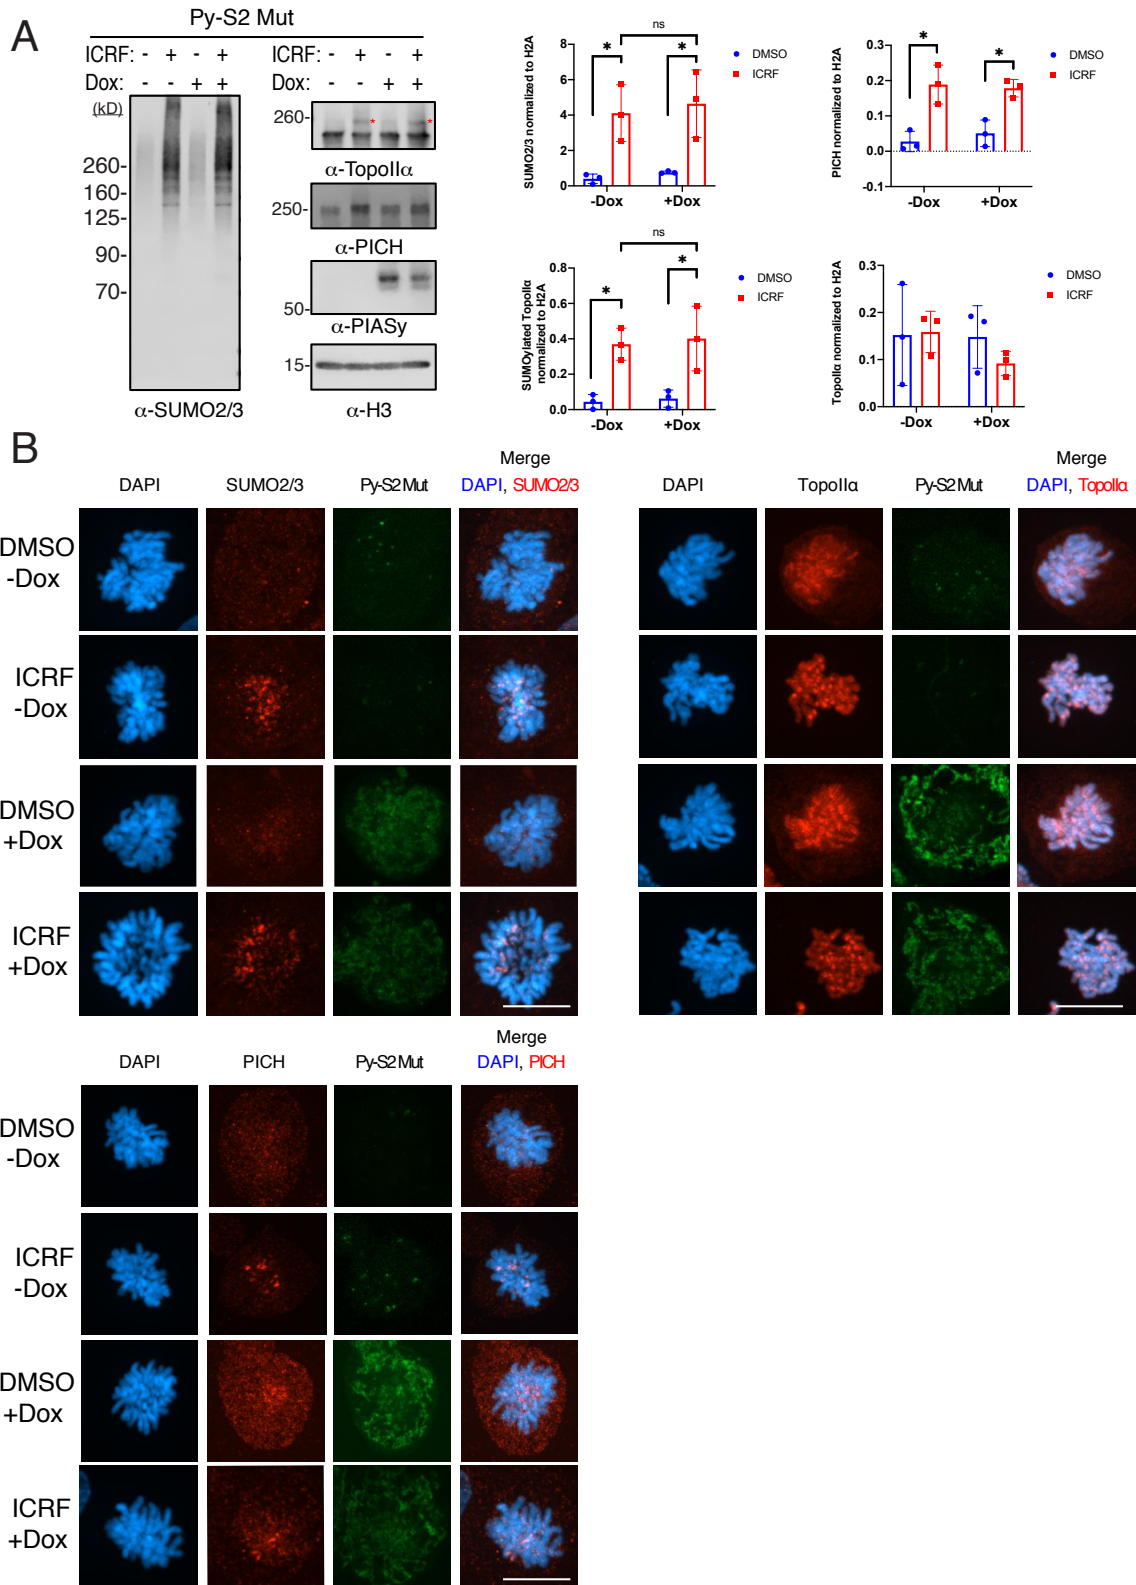 A
Py-S2 Mut
ICRF: - + - +
Dox: - - + +
(kD)
260-
160-
125-
90-
70-
α-SUMO2/3
ICRF: - + - +
Dox: - - + +
260-
*
*
α-TopoIIα
250-
α-PICH
50-
α-PIASy
15-
α-H3
SUMO2/3 normalized to H2A
8
6
4
2
0
* ns *
-Dox +Dox
DMSO
ICRF
PICH normalized to H2A
0.3
0.2
0.1
0.0
-0.1
* *
-Dox +Dox
DMSO
ICRF
SUMOylated TopoIIα
normalized to H2A
0.8
0.6
0.4
0.2
0.0
* ns *
-Dox +Dox
DMSO
ICRF
TopoIIα normalized to H2A
0.3
0.2
0.1
0.0
-Dox +Dox
DMSO
ICRF
B
Merge
DAPI SUMO2/3 Py-S2 Mut DAPI, SUMO2/3
DMSO
-Dox
ICRF
-Dox
DMSO
+Dox
ICRF
+Dox
Merge
DAPI TopoIIα Py-S2 Mut DAPI, TopoIIα
Merge
DAPI PICH Py-S2 Mut DAPI, PICH
DMSO
-Dox
ICRF
-Dox
DMSO
+Dox
ICRF
+Dox